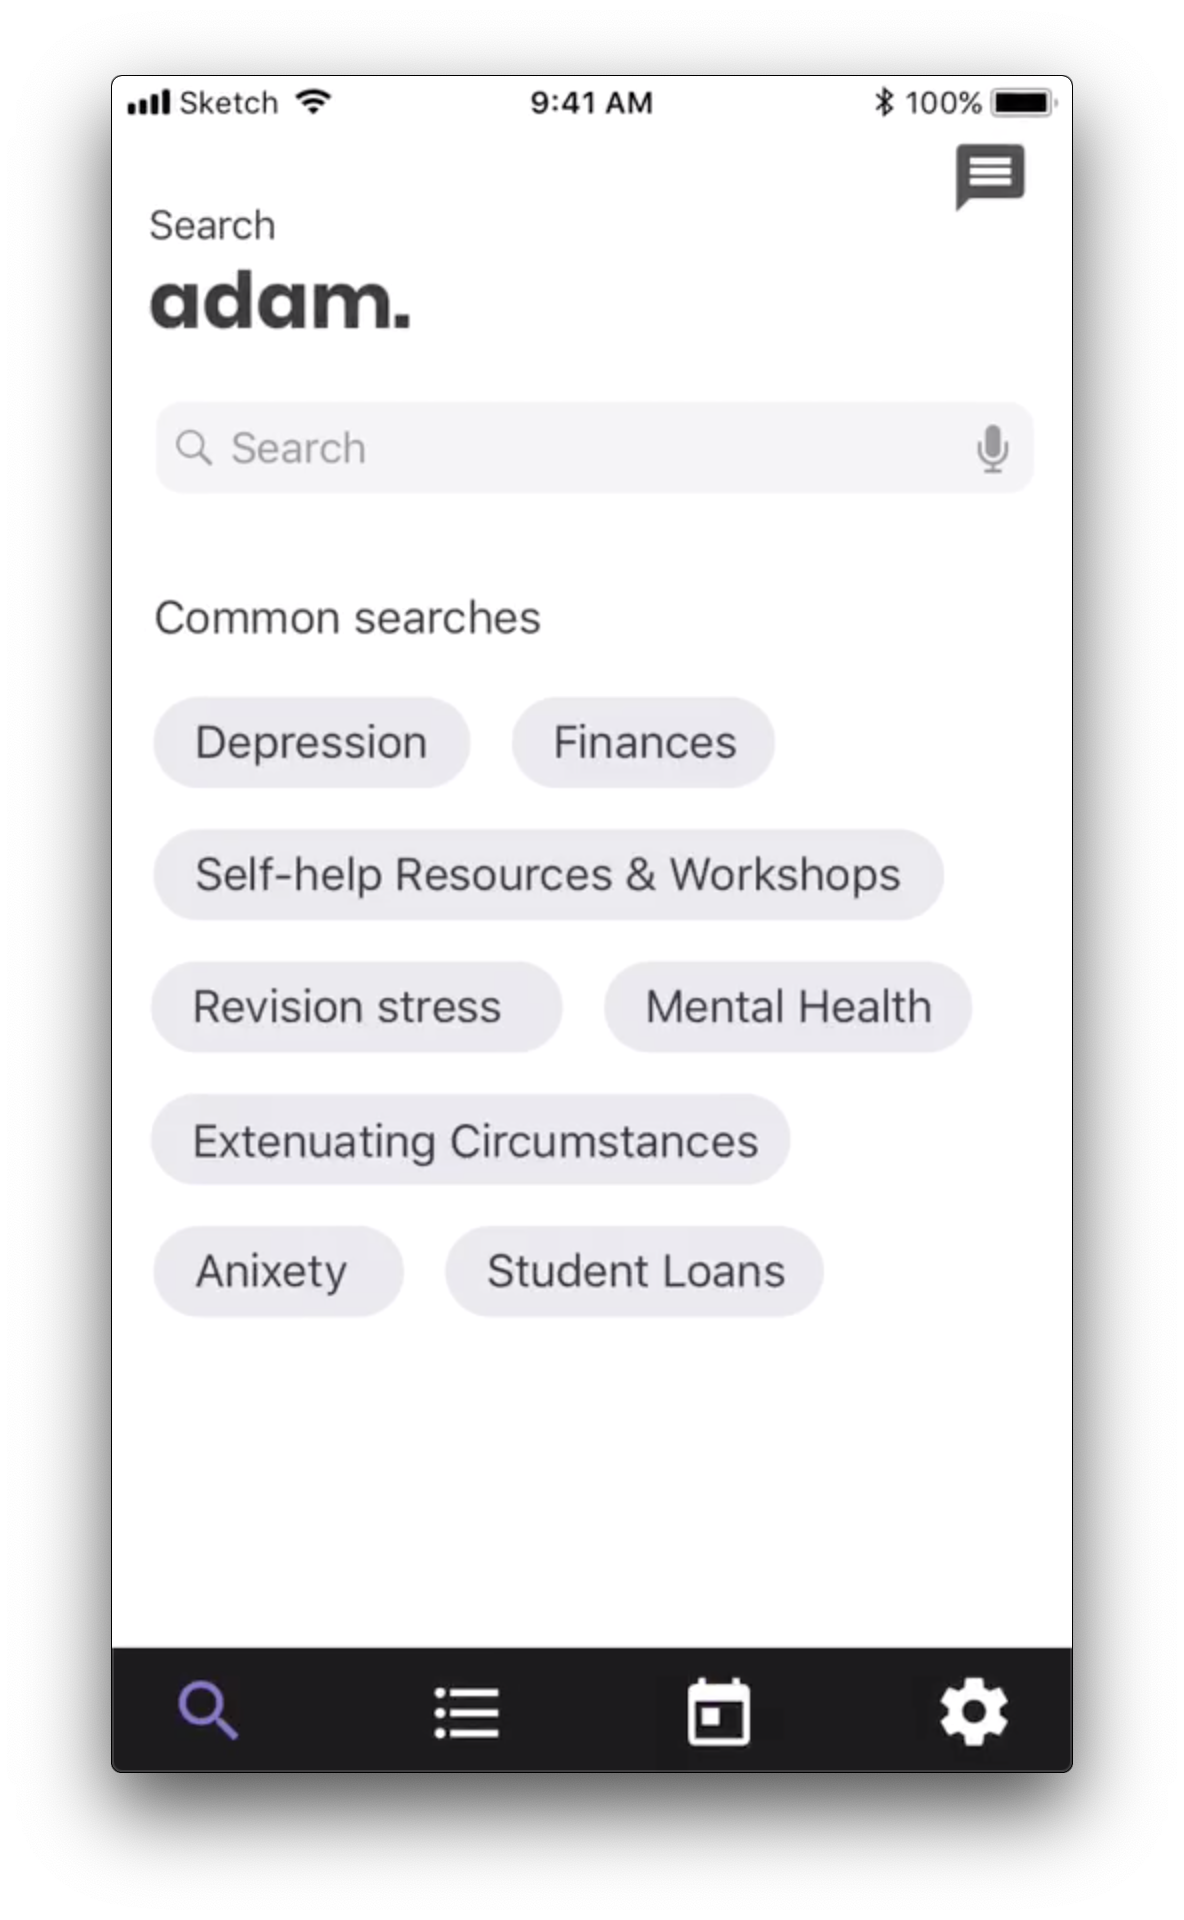 Sketch 9:41 AM 100%
Search
adam.
Search
Common searches
Depression Finances
Self-help Resources & Workshops
Revision stress Mental Health
Extenuating Circumstances
Anixety Student Loans